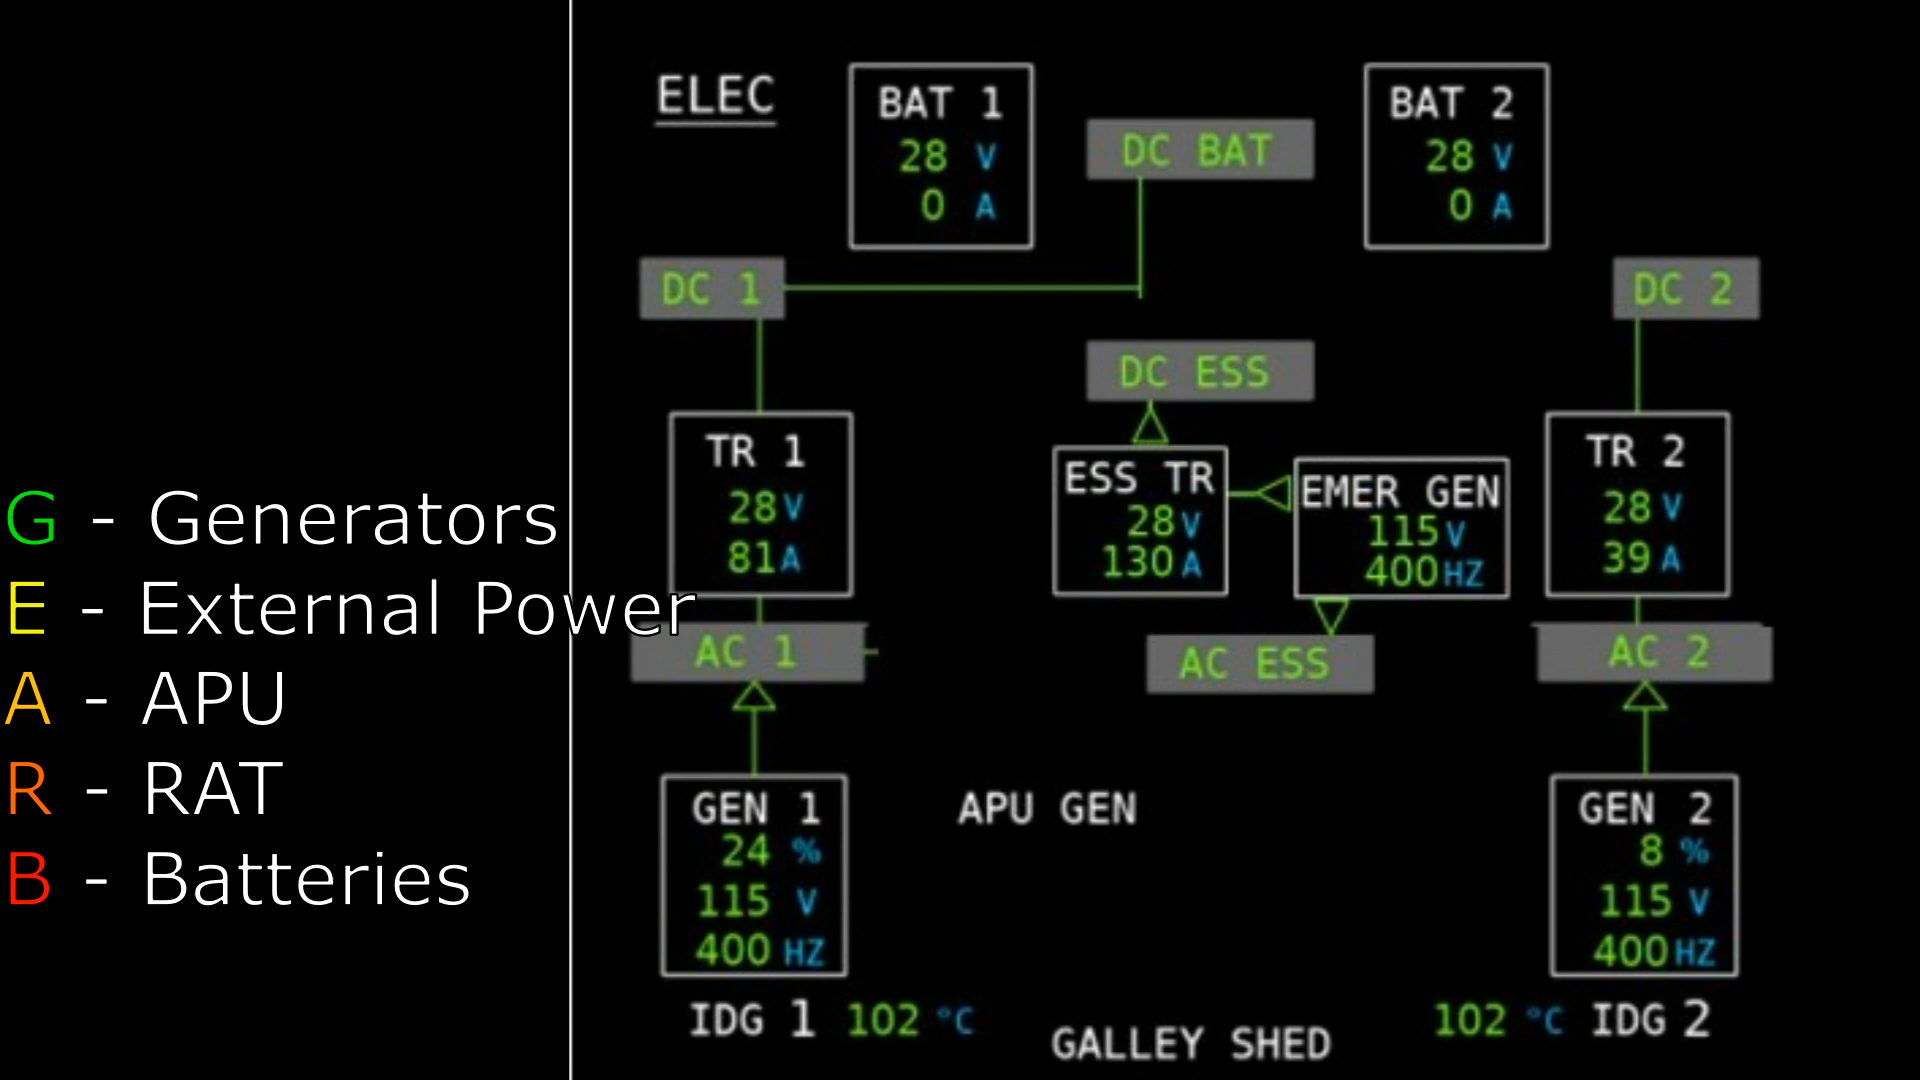 ELEC
BAT 1
28 V
0 A
DC BAT
BAT 2
28 V
0 A
DC 1
DC 2
DC ESS
TR 1
28 V
81 A
ESS TR
28 V
130 A
EMER GEN
115 V
400 HZ
TR 2
28 V
39 A
G - Generators
E - External Power
A - APU
R - RAT
B - Batteries
AC 1
AC ESS
AC 2
GEN 1
24 %
115 V
400 HZ
APU GEN
GEN 2
8 %
115 V
400 HZ
IDG 1 102 °C
GALLEY SHED
102 °C IDG 2